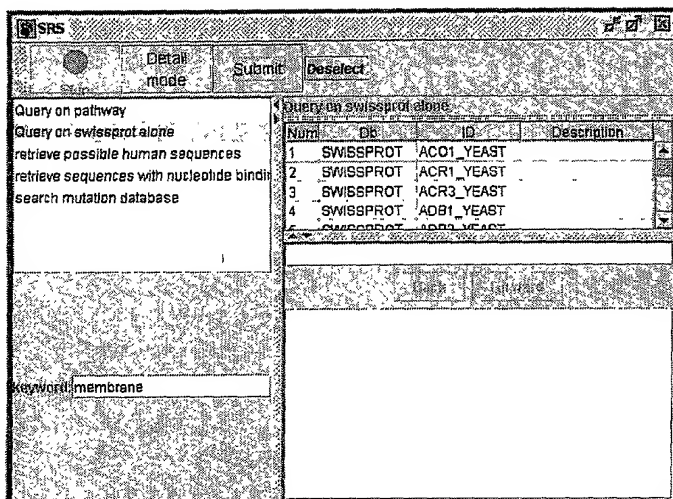 SRS
Stop
Detail mode
Submit
Deselect
Query on pathway
Query on swissprot alone
retrieve possible human sequences
retrieve sequences with nucleotide bindin
search mutation database
keyword: membrane
Query on swissprot alone
Num Db ID Description
1 SWISSPROT ACO1_YEAST
2 SWISSPROT ACR1_YEAST
3 SWISSPROT ACR3_YEAST
4 SWISSPROT ADB1_YEAST
SWISSPROT
Back